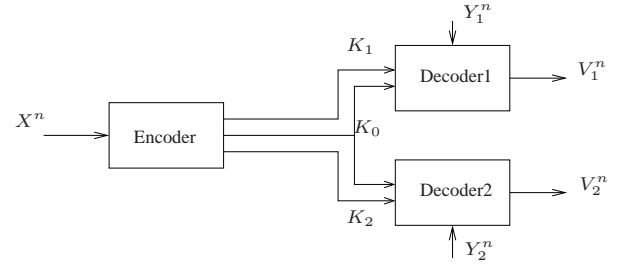 Y_1^n
K_1
Decoder1
V_1^n
X^n
Encoder
K_0
Decoder2
V_2^n
K_2
Y_2^n